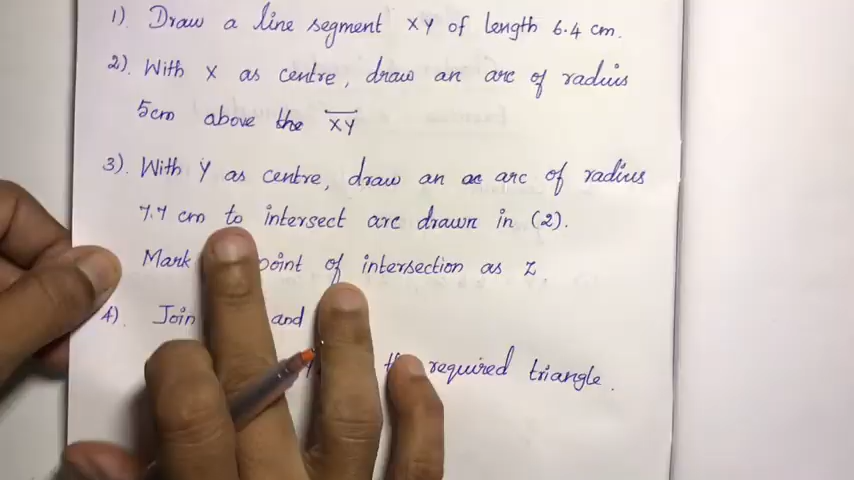 1). Draw a line segment XY of length 6.4 cm.
2). With X as centre, draw an arc of radius
5cm above the XY
3). With Y as centre, draw an ac arc of radius
7.7 cm to intersect arc drawn in (2).
Mark point of intersection as Z
4). Join and
required triangle.